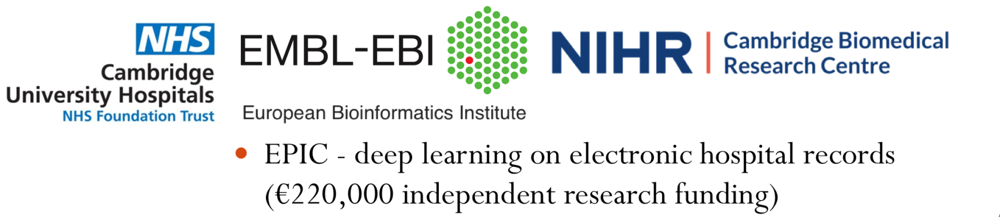 NHS
Cambridge
University Hospitals
NHS Foundation Trust
EMBL-EBI
European Bioinformatics Institute
NIHR | Cambridge Biomedical
Research Centre
• EPIC - deep learning on electronic hospital records
(€220,000 independent research funding)